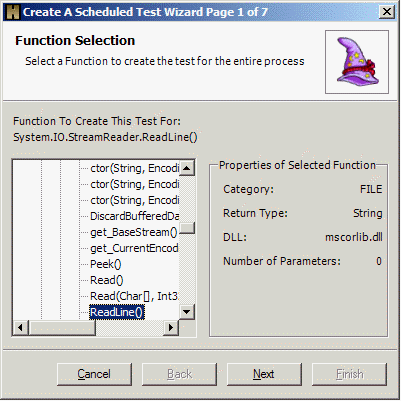 Create A Scheduled Test Wizard Page 1 of 7
Function Selection
Select a Function to create the test for the entire process
Function To Create This Test For:
System.IO.StreamReader.ReadLine()
ctor(String, Encodi
ctor(String, Encodi
ctor(String, Encodi
DiscardBufferedDa
get_BaseStream()
get_CurrentEncod
Peek()
Read()
Read(Char[], Int3
ReadLine()
Properties of Selected Function
Category: FILE
Return Type: String
DLL: mscorlib.dll
Number of Parameters: 0
Cancel Back Next Finish